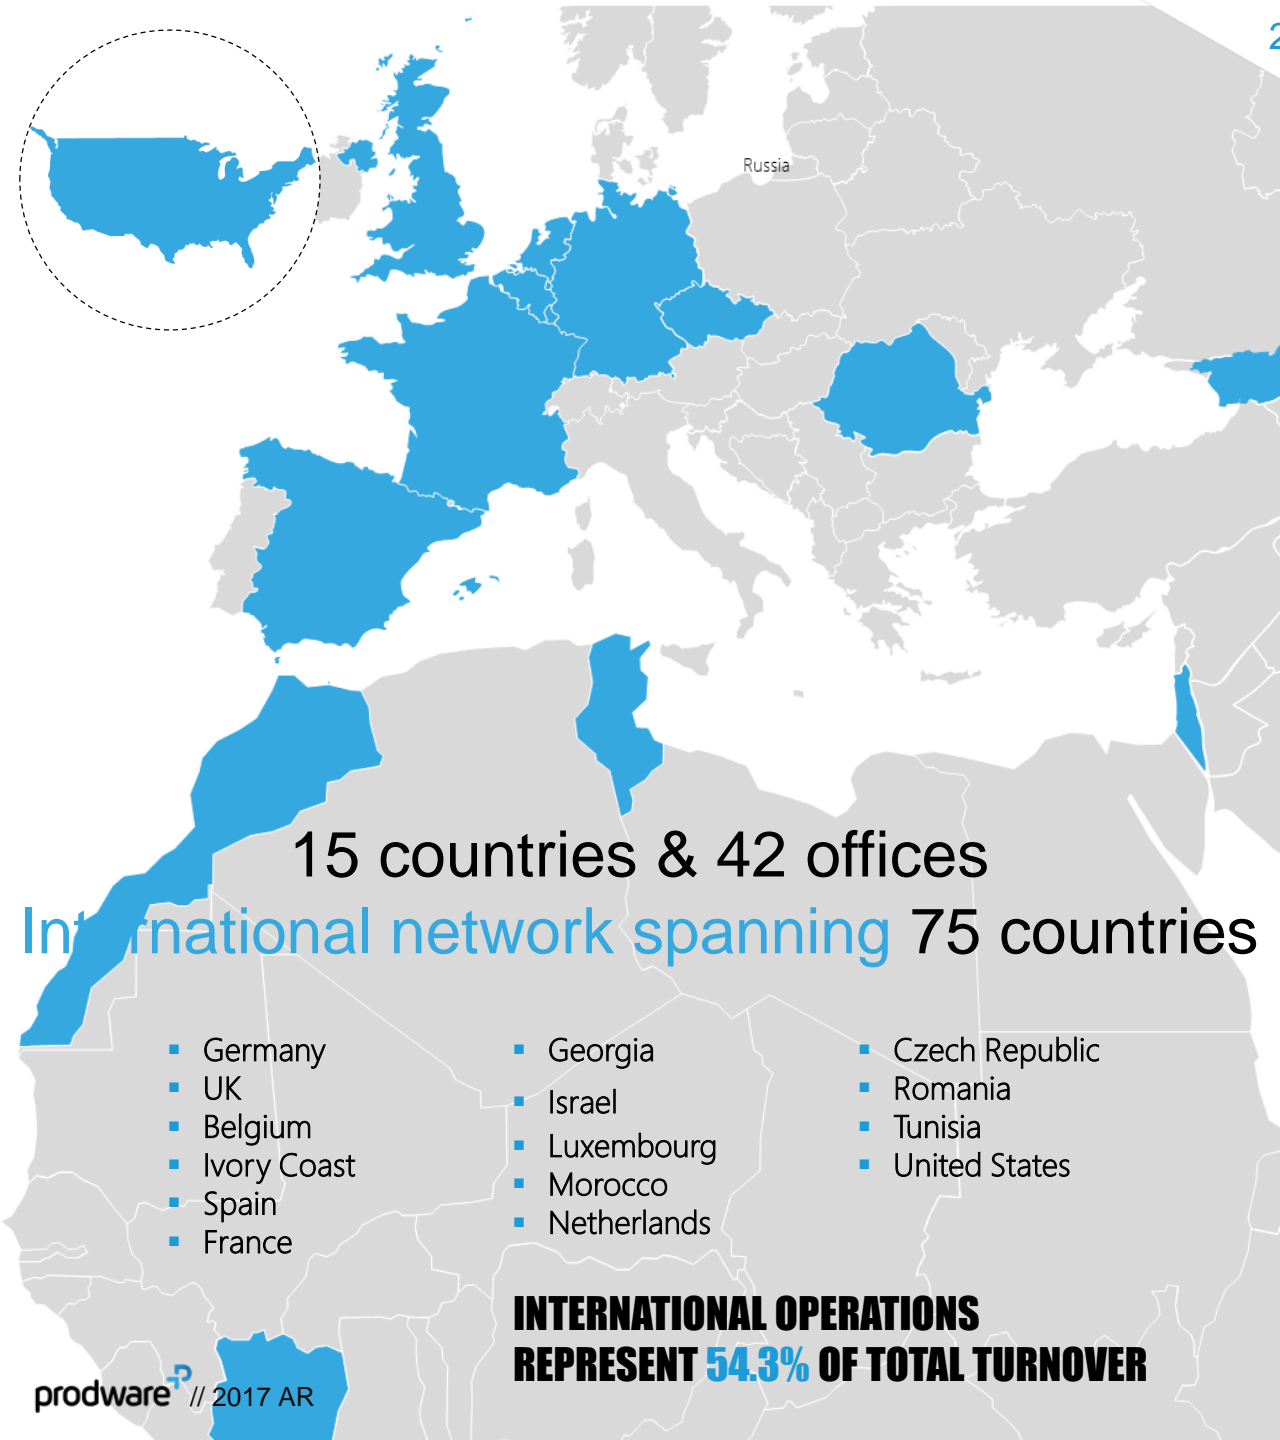 2
Russia
15 countries & 42 offices
International network spanning 75 countries
Germany
UK
Belgium
Ivory Coast
Spain
France
Georgia
Israel
Luxembourg
Morocco
Netherlands
Czech Republic
Romania
Tunisia
United States
INTERNATIONAL OPERATIONS
REPRESENT 54.3% OF TOTAL TURNOVER
prodware // 2017 AR